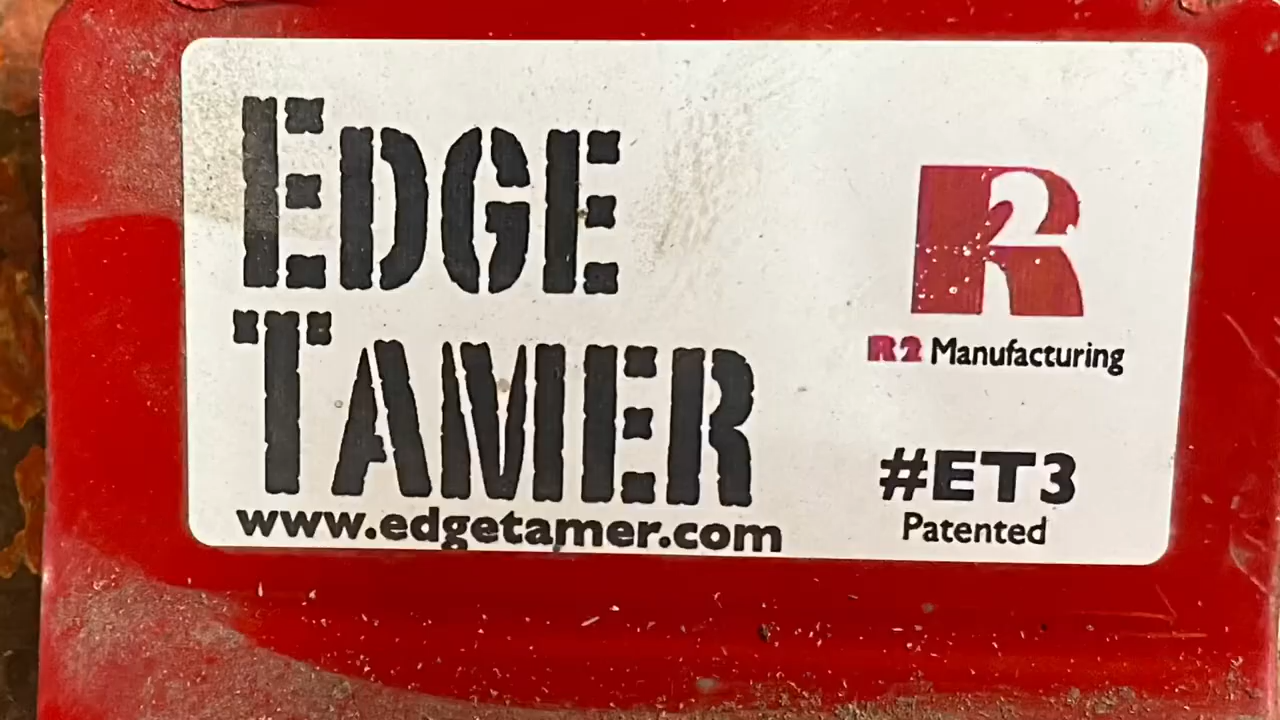 EDGE
TAMER
www.edgetamer.com
R2
R2 Manufacturing
#ET3
Patented